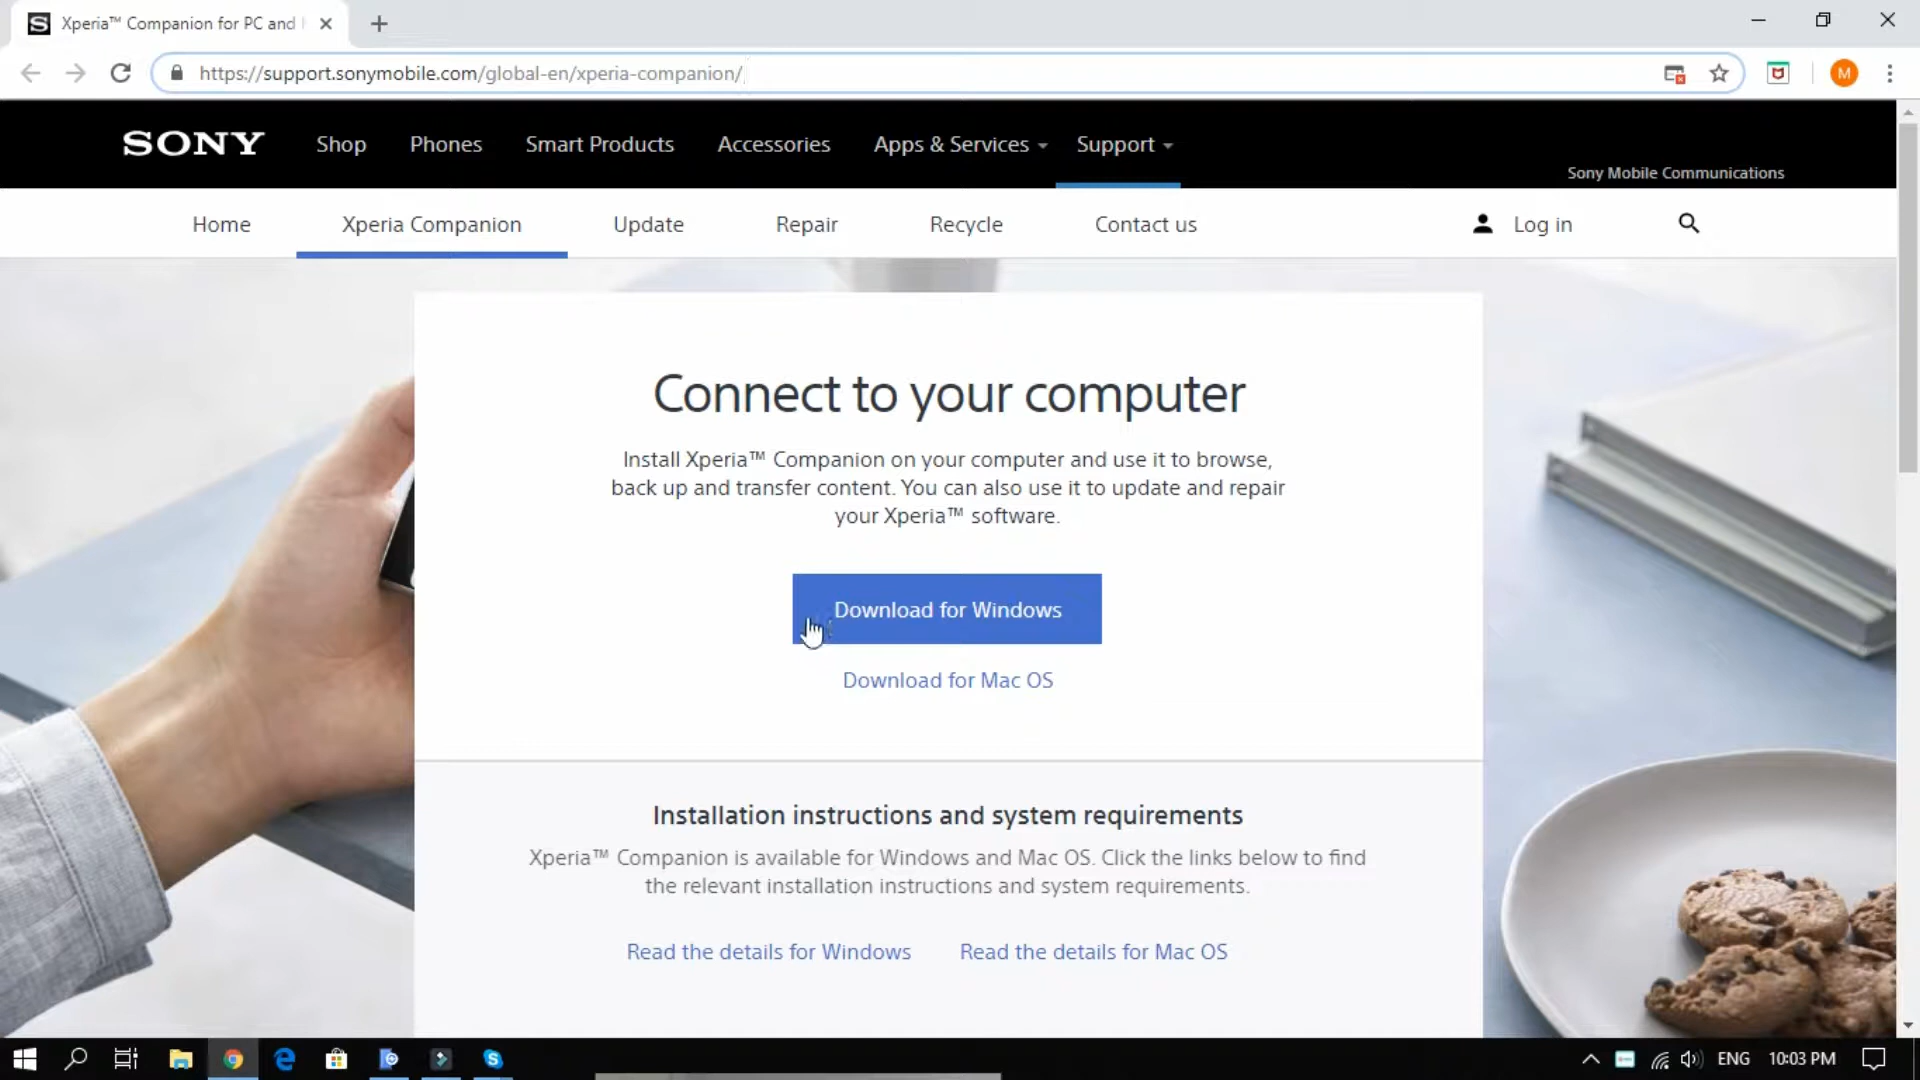 S Xperia™ Companion for PC and
https://support.sonymobile.com/global-en/xperia-companion/
M
SONY Shop Phones Smart Products Accessories Apps & Services Support
Sony Mobile Communications
Home Xperia Companion Update Repair Recycle Contact us Log in
Connect to your computer
Install Xperia™ Companion on your computer and use it to browse,
back up and transfer content. You can also use it to update and repair
your Xperia™ software.
Download for Windows
Download for Mac OS
Installation instructions and system requirements
Xperia™ Companion is available for Windows and Mac OS. Click the links below to find
the relevant installation instructions and system requirements.
Read the details for Windows Read the details for Mac OS
ENG 10:03 PM